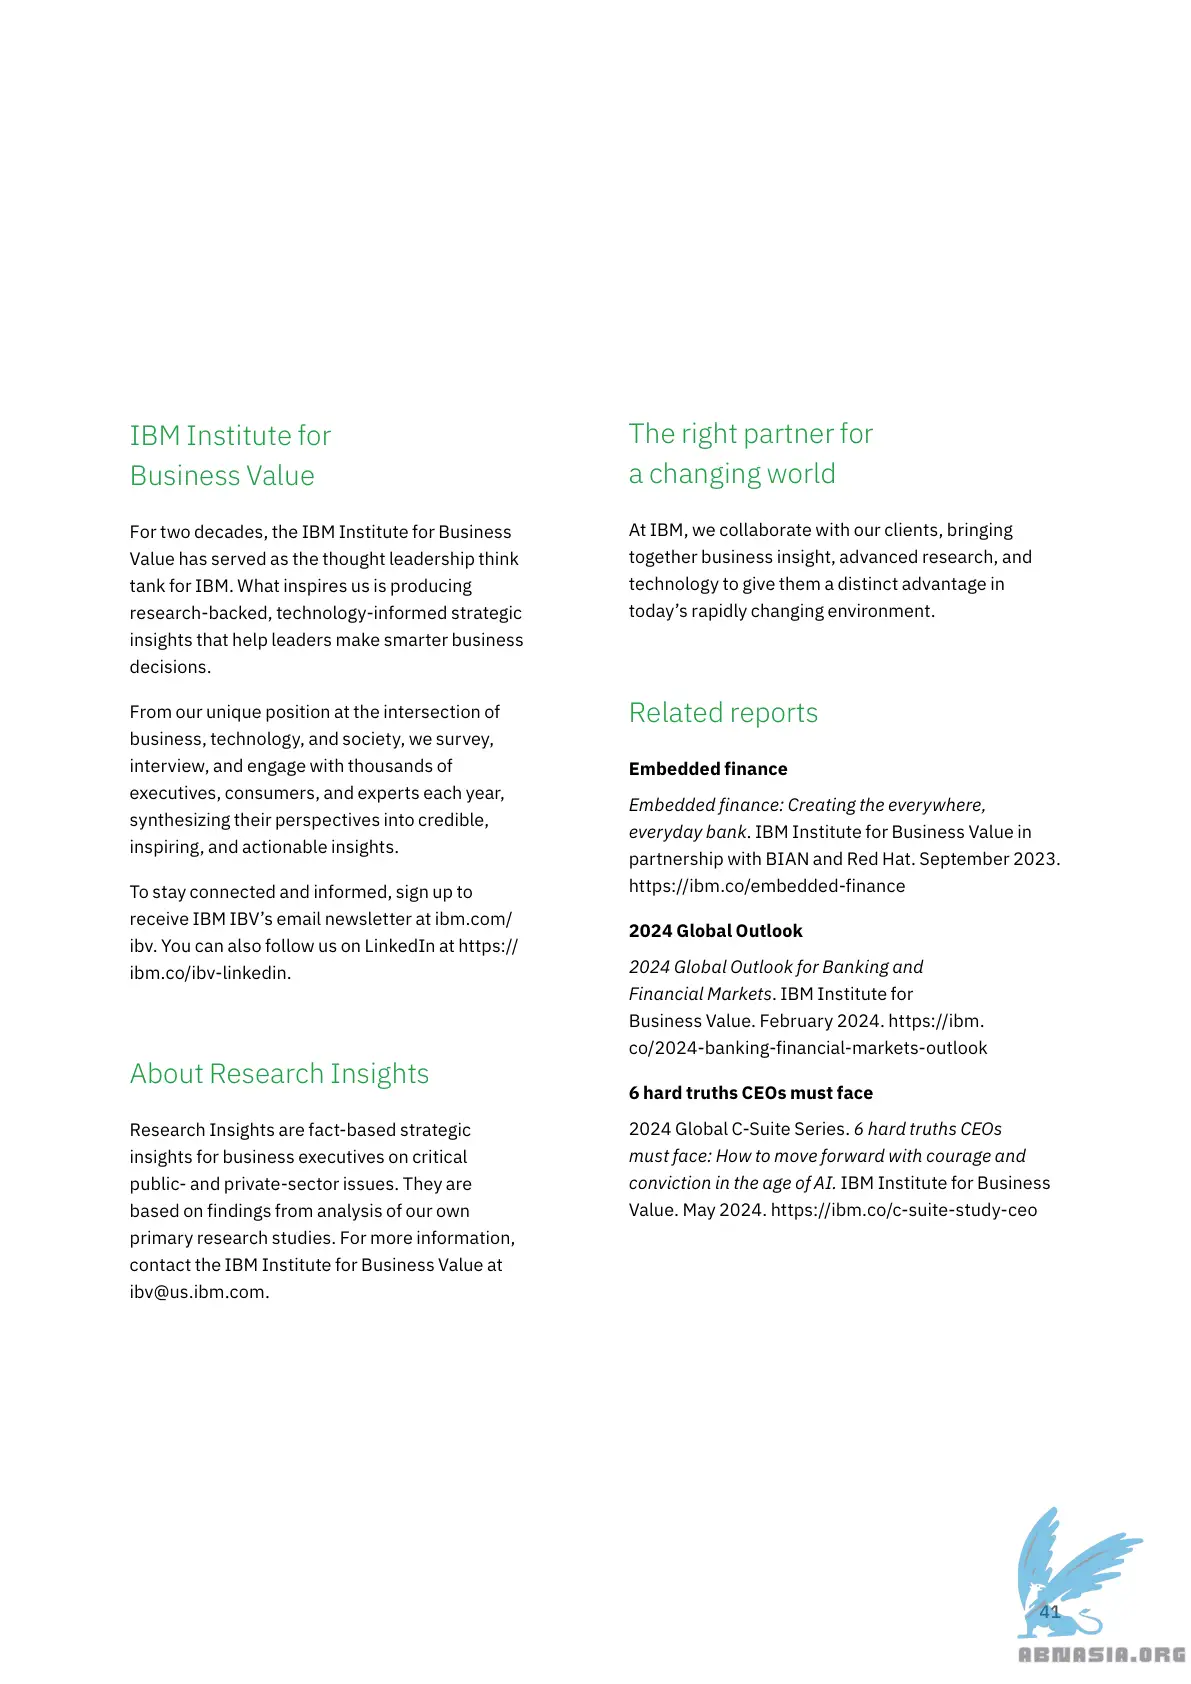 IBM Institute for
Business Value
For two decades, the IBM Institute for Business
Value has served as the thought leadership think
tank for IBM. What inspires us is producing
research-backed, technology-informed strategic
insights that help leaders make smarter business
decisions.
From our unique position at the intersection of
business, technology, and society, we survey,
interview, and engage with thousands of
executives, consumers, and experts each year,
synthesizing their perspectives into credible,
inspiring, and actionable insights.
To stay connected and informed, sign up to
receive IBM IBV’s email newsletter at ibm.com/
ibv. You can also follow us on LinkedIn at https://
ibm.co/ibv-linkedin.
About Research Insights
Research Insights are fact-based strategic
insights for business executives on critical
public- and private-sector issues. They are
based on findings from analysis of our own
primary research studies. For more information,
contact the IBM Institute for Business Value at
ibv@us.ibm.com.
The right partner for
a changing world
At IBM, we collaborate with our clients, bringing
together business insight, advanced research, and
technology to give them a distinct advantage in
today’s rapidly changing environment.
Related reports
Embedded finance
Embedded finance: Creating the everywhere,
everyday bank. IBM Institute for Business Value in
partnership with BIAN and Red Hat. September 2023.
https://ibm.co/embedded-finance
2024 Global Outlook
2024 Global Outlook for Banking and
Financial Markets. IBM Institute for
Business Value. February 2024. https://ibm.
co/2024-banking-financial-markets-outlook
6 hard truths CEOs must face
2024 Global C-Suite Series. 6 hard truths CEOs
must face: How to move forward with courage and
conviction in the age of AI. IBM Institute for Business
Value. May 2024. https://ibm.co/c-suite-study-ceo
41
ABNASIA.ORG